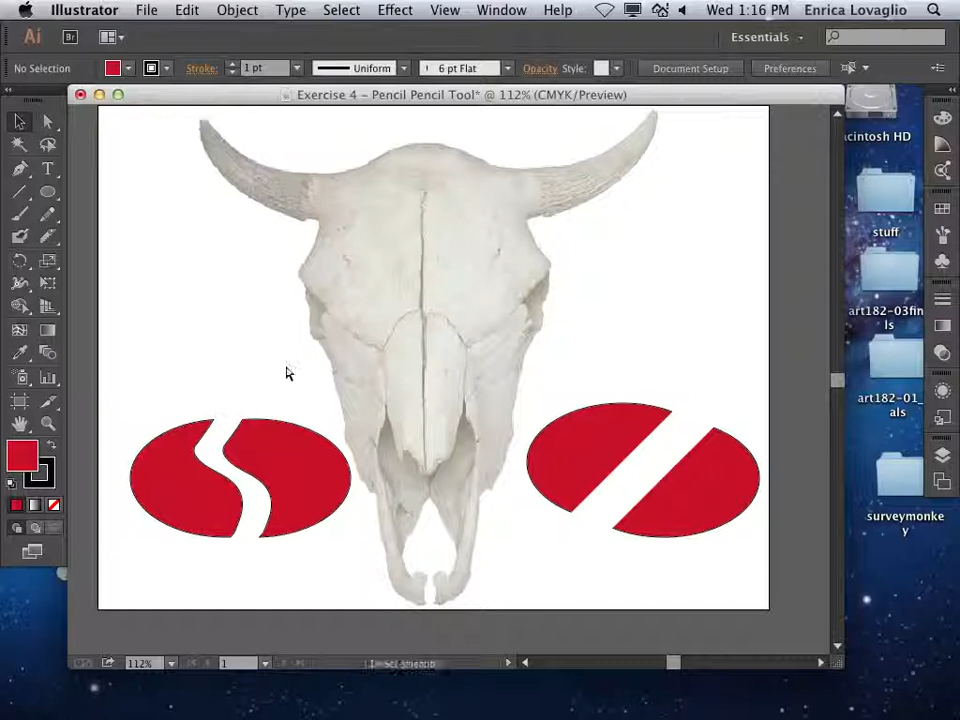 Illustrator File Edit Object Type Select Effect View Window Help Wed 1:16 PM Enrica Lovaglio
Ai Br Essentials
No Selection Stroke: 1 pt Uniform 6 pt Flat Opacity Style: Document Setup Preferences
Exercise 4 – Pencil Pencil Tool* @ 112% (CMYK/Preview)
acintosh HD
stuff
art182-03fin
ls
art182-01_
als
surveymonke
y
112% 1